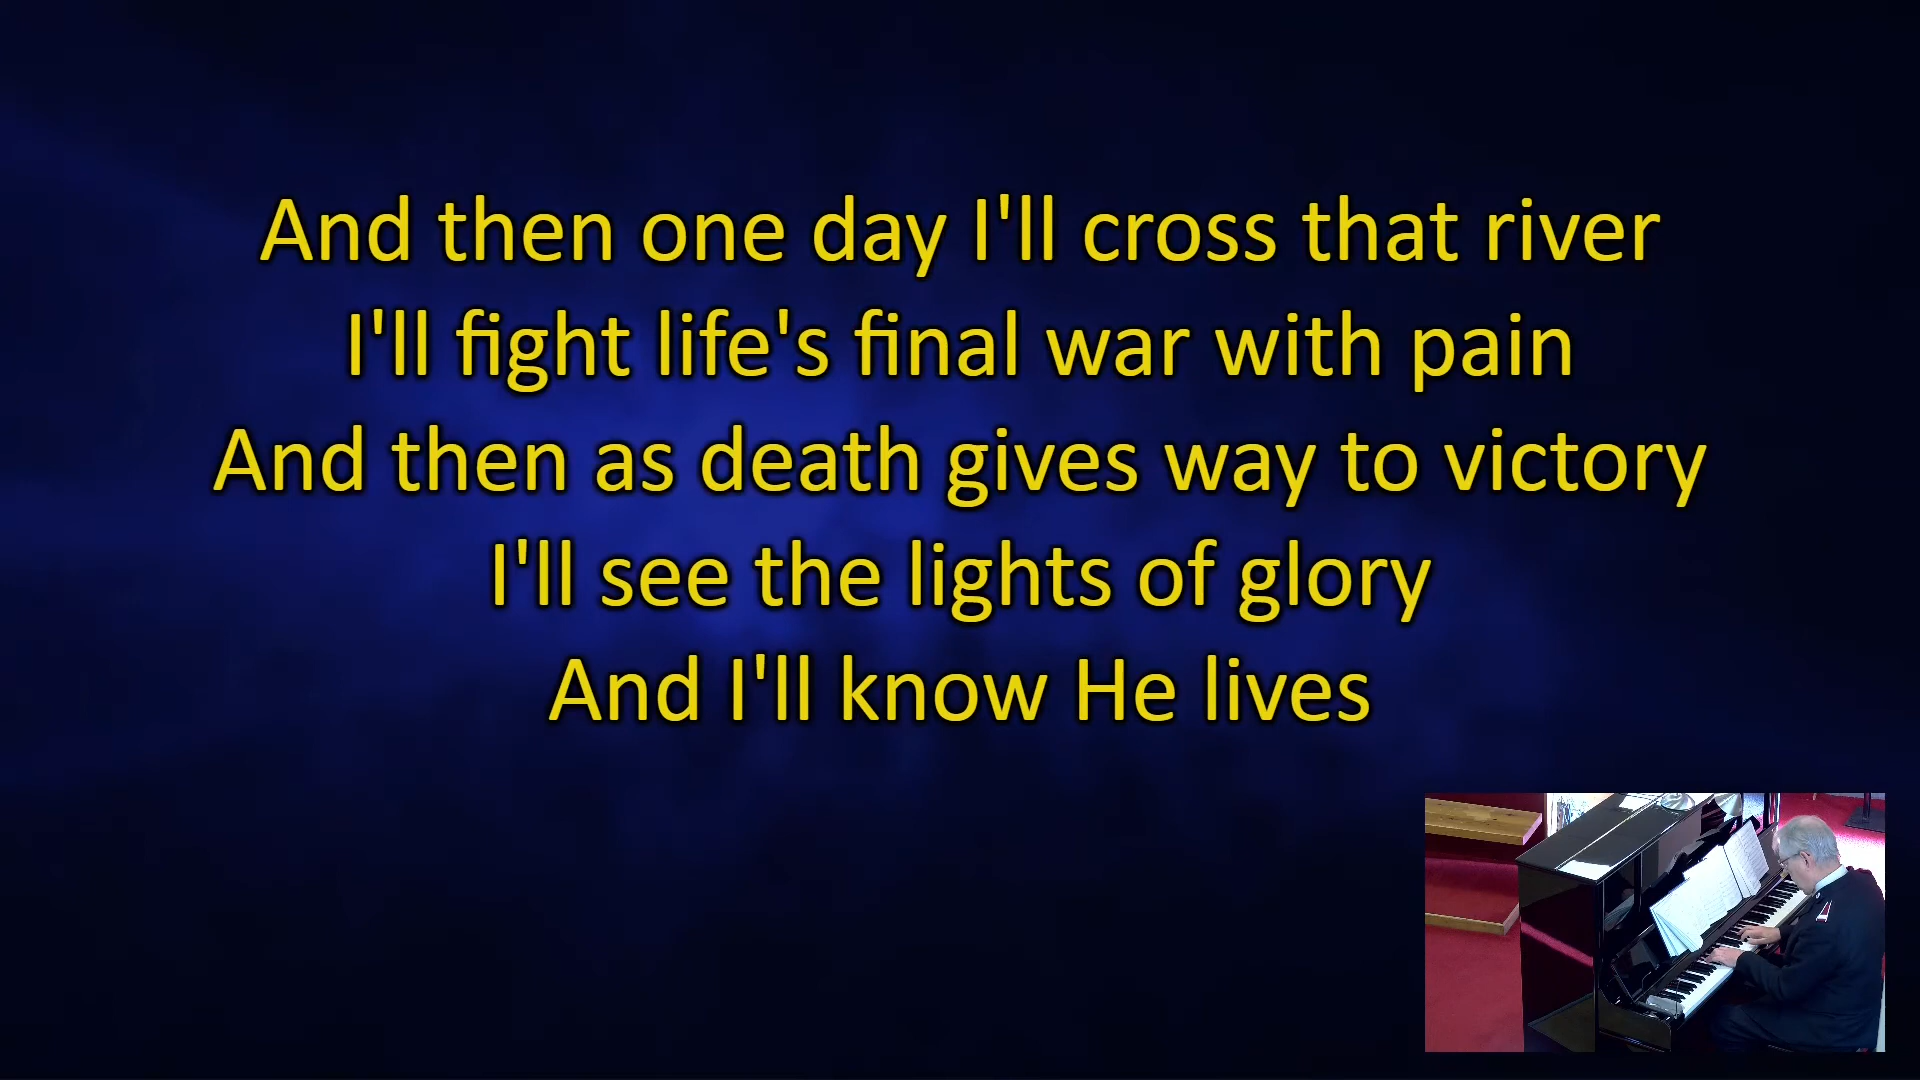 And then one day I'll cross that river
I'll fight life's final war with pain
And then as death gives way to victory
I'll see the lights of glory
And I'll know He lives